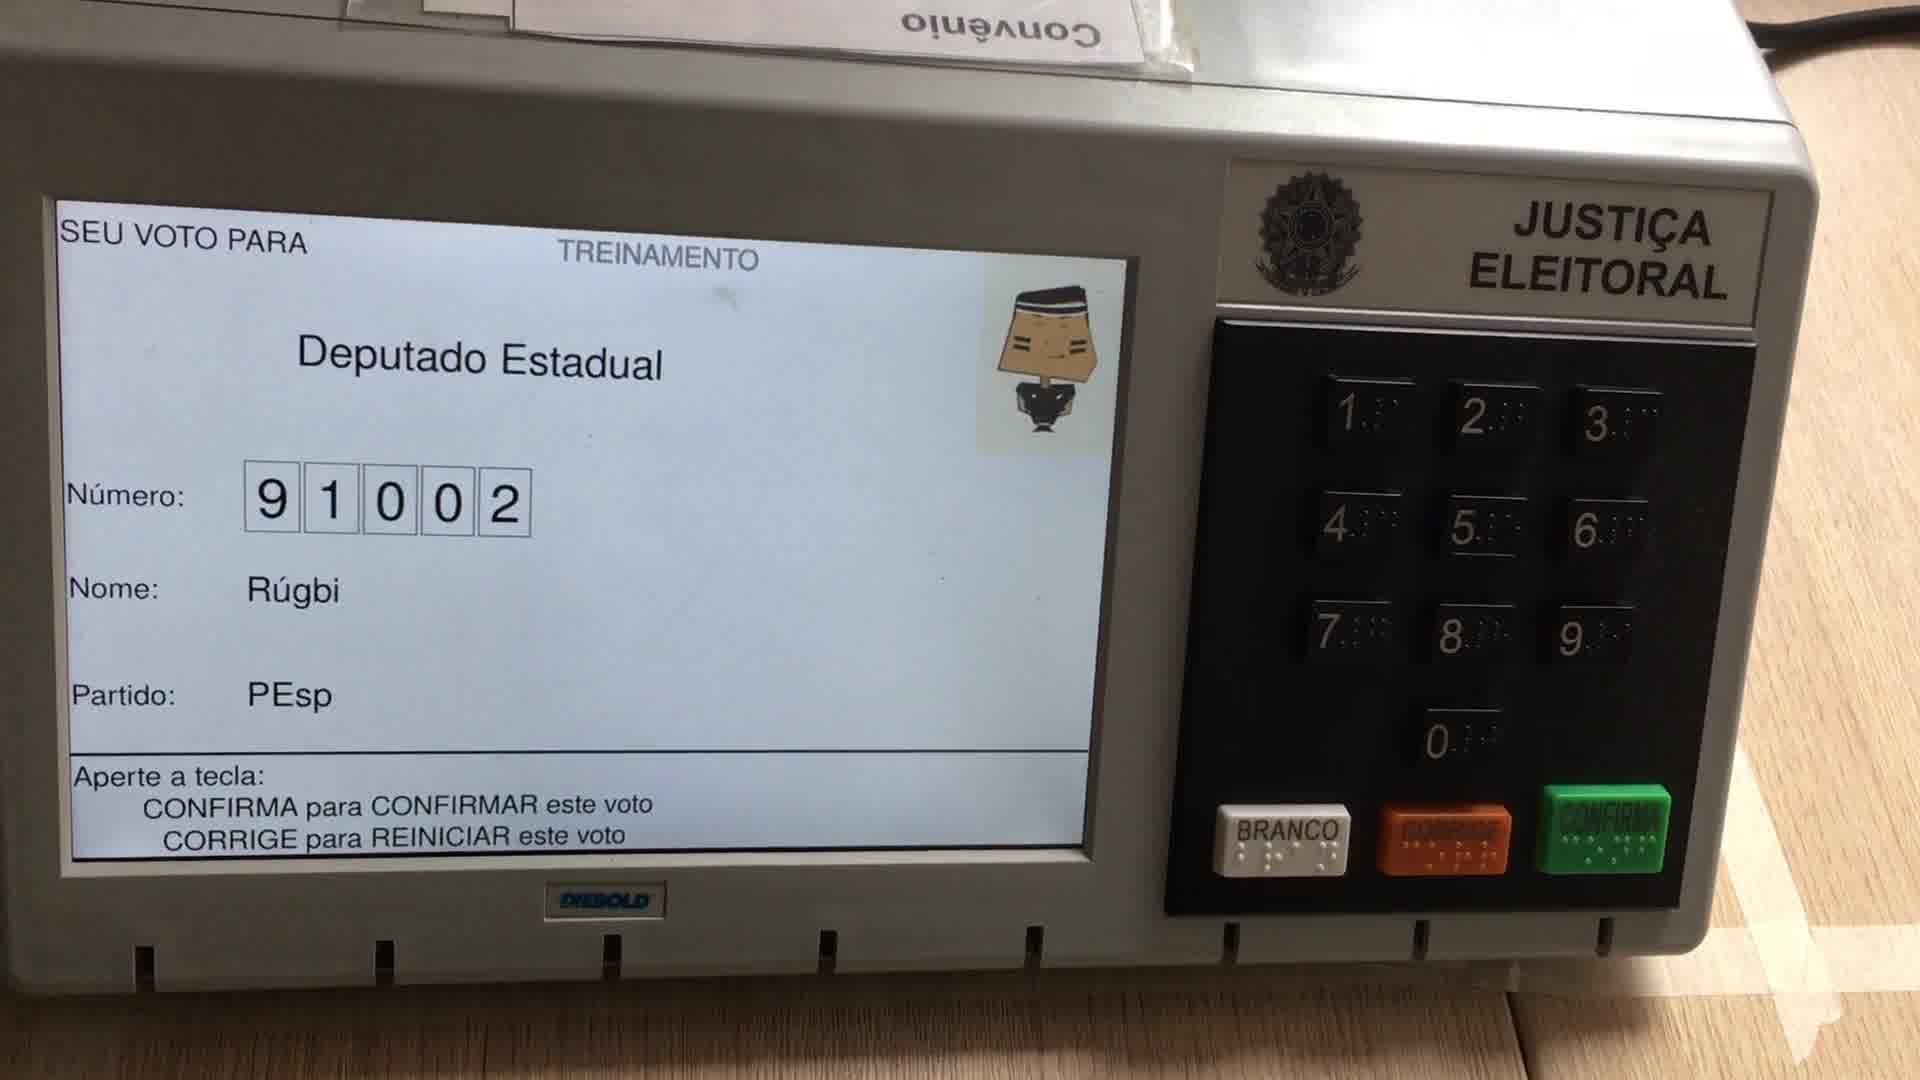 Convênio
SEU VOTO PARA
TREINAMENTO
Deputado Estadual
Número: 9 1 0 0 2
Nome: Rúgbi
Partido: PEsp
Aperte a tecla:
CONFIRMA para CONFIRMAR este voto
CORRIGE para REINICIAR este voto
DIEBOLD
JUSTIÇA
ELEITORAL
1 2 3
4 5 6
7 8 9
0
BRANCO CORRIGE CONFIRMA